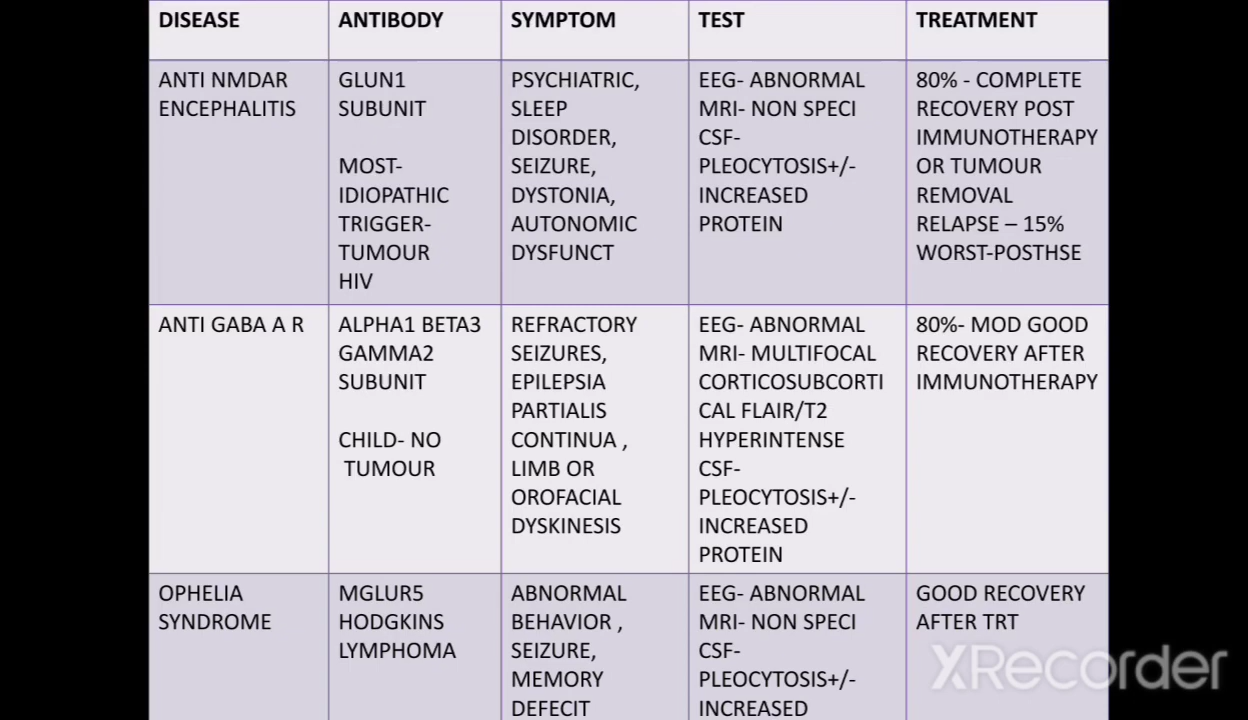 DISEASE
ANTIBODY
SYMPTOM
TEST
TREATMENT
ANTI NMDAR
ENCEPHALITIS
GLUN1
SUBUNIT
MOST-
IDIOPATHIC
TRIGGER-
TUMOUR
HIV
PSYCHIATRIC,
SLEEP
DISORDER,
SEIZURE,
DYSTONIA,
AUTONOMIC
DYSFUNCT
EEG- ABNORMAL
MRI- NON SPECI
CSF-
PLEOCYTOSIS+/-
INCREASED
PROTEIN
80% - COMPLETE
RECOVERY POST
IMMUNOTHERAPY
OR TUMOUR
REMOVAL
RELAPSE – 15%
WORST-POSTHSE
ANTI GABA A R
ALPHA1 BETA3
GAMMA2
SUBUNIT
CHILD- NO
TUMOUR
REFRACTORY
SEIZURES,
EPILEPSIA
PARTIALIS
CONTINUA ,
LIMB OR
OROFACIAL
DYSKINESIS
EEG- ABNORMAL
MRI- MULTIFOCAL
CORTICOSUBCORTI
CAL FLAIR/T2
HYPERINTENSE
CSF-
PLEOCYTOSIS+/-
INCREASED
PROTEIN
80%- MOD GOOD
RECOVERY AFTER
IMMUNOTHERAPY
OPHELIA
SYNDROME
MGLUR5
HODGKINS
LYMPHOMA
ABNORMAL
BEHAVIOR ,
SEIZURE,
MEMORY
DEFECIT
EEG- ABNORMAL
MRI- NON SPECI
CSF-
PLEOCYTOSIS+/-
INCREASED
GOOD RECOVERY
AFTER TRT
XRecorder